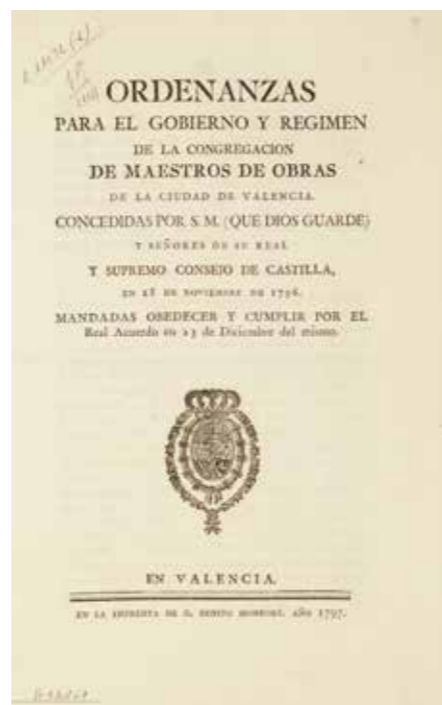 ORDENANZAS
PARA EL GOBIERNO Y REGIMEN
DE LA CONGREGACION
DE MAESTROS DE OBRAS
DE LA CIUDAD DE VALENCIA.
CONCEDIDAS POR S. M. (QUE DIOS GUARDE)
Y SEÑORES DE SU REAL
Y SUPREMO CONSEJO DE CASTILLA,
EN 28 DE NOVIEMBRE DE 1796.
MANDADAS OBEDECER Y CUMPLIR POR EL
Real Acuerdo en 23 de Diciembre del mismo.
EN VALENCIA.
EN LA IMPRENTA DE D. BENITO MONFORT. AÑO 1797.